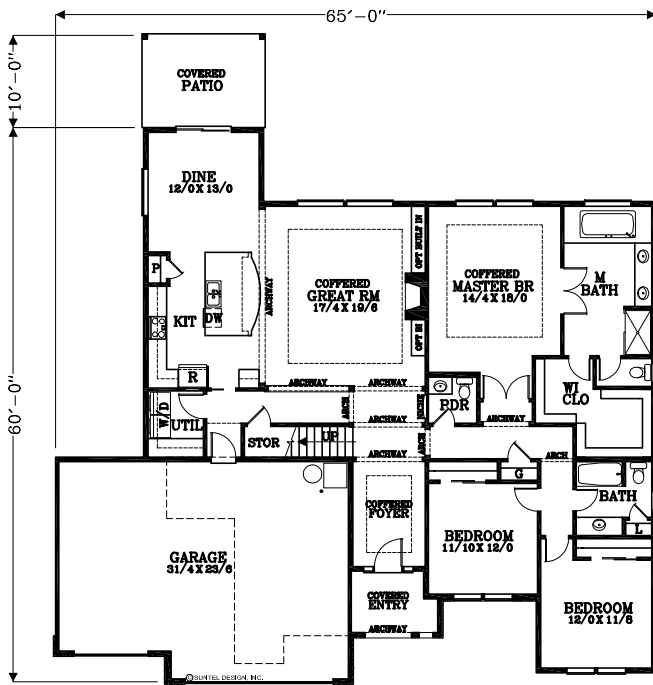 65'-0"
10'-0"
COVERED
PATIO
DINE
12/0 X 13/0
60'-0"
P
KIT
DW
R
ARCHWAY
COFFERED
GREAT RM
17/4 X 19/6
OPT BUILT IN
OPT BI
COFFERED
MASTER BR
14/4 X 16/0
M
BATH
WI
CLO
ARCHWAY
ARCHWAY
W/D
UTIL
ARCH
ARCHWAY
NICHE
PDR
ARCHWAY
STOR
UP
ARCHWAY
ARCH
G
ARCH
BATH
L
COFFERED
FOYER
GARAGE
31/4 X 23/6
BEDROOM
11/10 X 12/0
COVERED
ENTRY
ARCHWAY
BEDROOM
12/0 X 11/8
© SUNTEL DESIGN, INC.